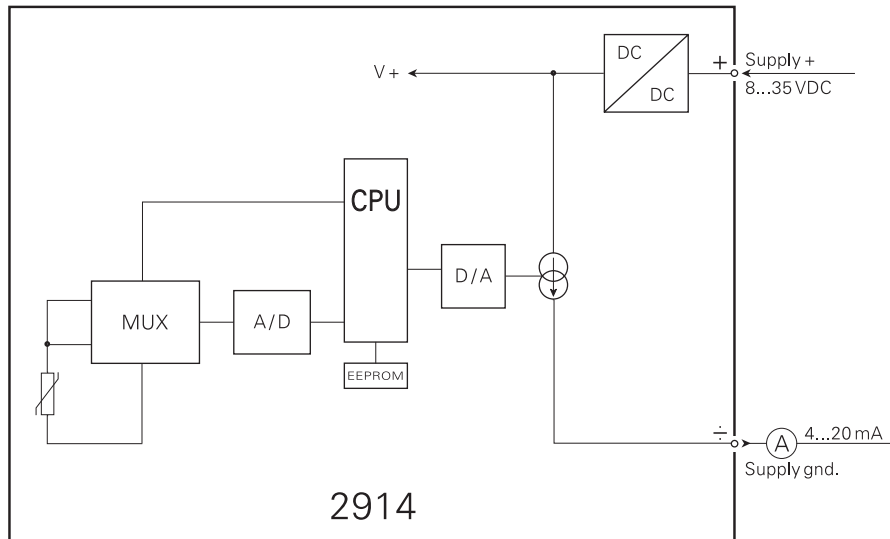 DC
DC
V +
+
Supply +
8...35 VDC
CPU
D/A
MUX
A/D
EEPROM
÷
A
4...20 mA
Supply gnd.
2914